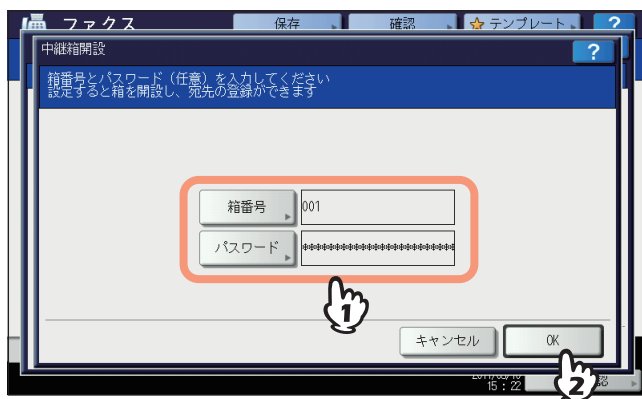 ファクス
保存
確認
テンプレート
?
中継箱開設
?
箱番号とパスワード（任意）を入力してください
設定すると箱を開設し、宛先の登録ができます
箱番号
001
パスワード
1
キャンセル
OK
15：22
2